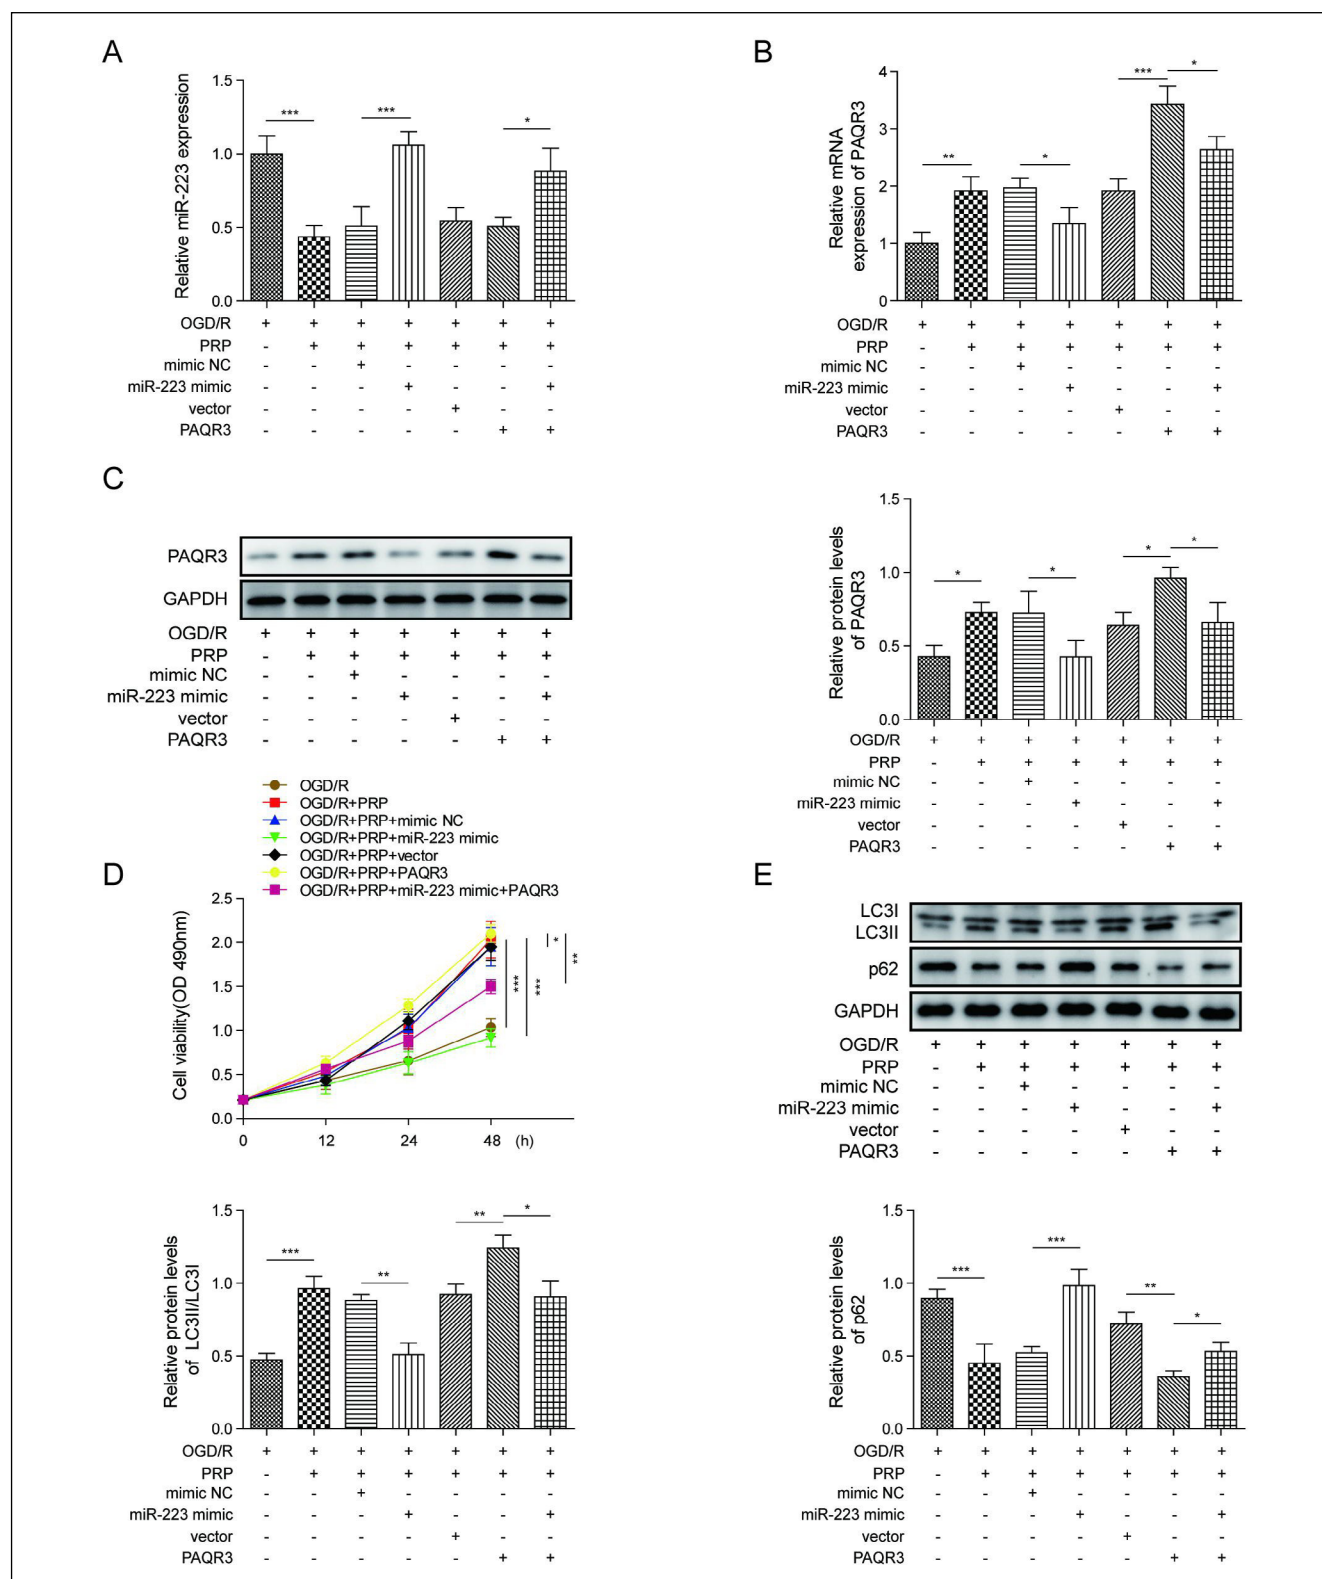 A
Relative miR-223 expression
1.5
1.0
0.5
0.0
***
***
*
OGD/R + + + + + + +
PRP - + + + + + +
mimic NC - - + - - - -
miR-223 mimic - - - + - - +
vector - - - - + - -
PAQR3 - - - - - + +
B
Relative mRNA
expression of PAQR3
4
3
2
1
0
**
*
***
*
OGD/R + + + + + + +
PRP - + + + + + +
mimic NC - - + - - - -
miR-223 mimic - - - + - - +
vector - - - - + - -
PAQR3 - - - - - + +
C
PAQR3
GAPDH
OGD/R + + + + + + +
PRP - + + + + + +
mimic NC - - + - - - -
miR-223 mimic - - - + - - +
vector - - - - + - -
PAQR3 - - - - - + +
Relative protein levels
of PAQR3
1.5
1.0
0.5
0.0
*
*
*
*
OGD/R + + + + + + +
PRP - + + + + + +
mimic NC - - + - - - -
miR-223 mimic - - - + - - +
vector - - - - + - -
PAQR3 - - - - - + +
D
OGD/R
OGD/R+PRP
OGD/R+PRP+mimic NC
OGD/R+PRP+miR-223 mimic
OGD/R+PRP+vector
OGD/R+PRP+PAQR3
OGD/R+PRP+miR-223 mimic+PAQR3
Cell viability(OD 490nm)
2.5
2.0
1.5
1.0
0.5
0.0
0 12 24 48 (h)
***
***
*
**
E
LC3I
LC3II
p62
GAPDH
OGD/R + + + + + + +
PRP - + + + + + +
mimic NC - - + - - - -
miR-223 mimic - - - + - - +
vector - - - - + - -
PAQR3 - - - - - + +
Relative protein levels
of LC3II/LC3I
1.5
1.0
0.5
0.0
***
**
**
*
OGD/R + + + + + + +
PRP - + + + + + +
mimic NC - - + - - - -
miR-223 mimic - - - + - - +
vector - - - - + - -
PAQR3 - - - - - + +
Relative protein levels
of p62
1.5
1.0
0.5
0.0
***
***
**
*
OGD/R + + + + + + +
PRP - + + + + + +
mimic NC - - + - - - -
miR-223 mimic - - - + - - +
vector - - - - + - -
PAQR3 - - - - - + +